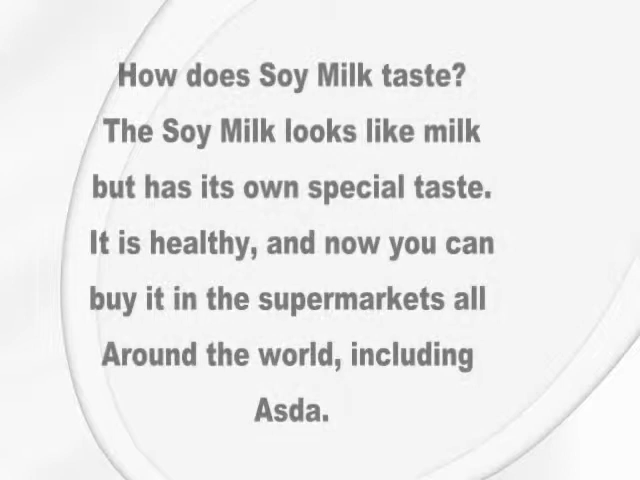 How does Soy Milk taste?
The Soy Milk looks like milk
but has its own special taste.
It is healthy, and now you can
buy it in the supermarkets all
Around the world, including
Asda.